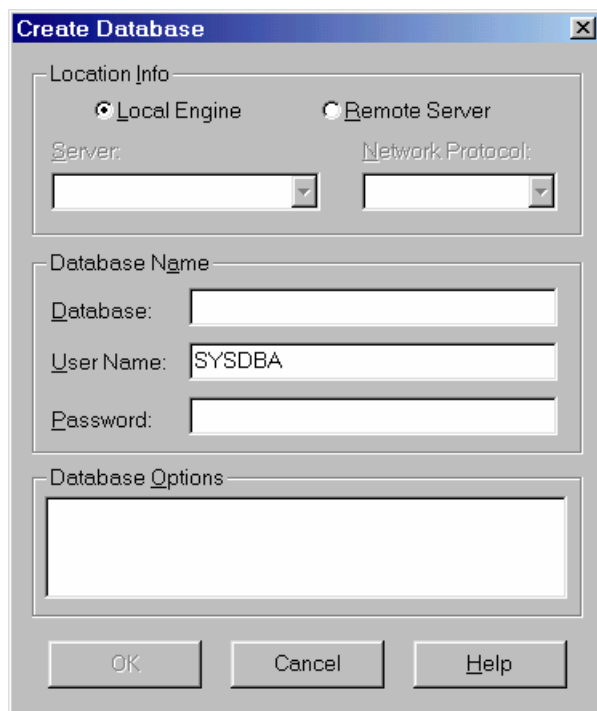 Create Database
Location Info
Local Engine
Remote Server
Server:
Network Protocol:
Database Name
Database:
User Name:
SYSDBA
Password:
Database Options
OK
Cancel
Help